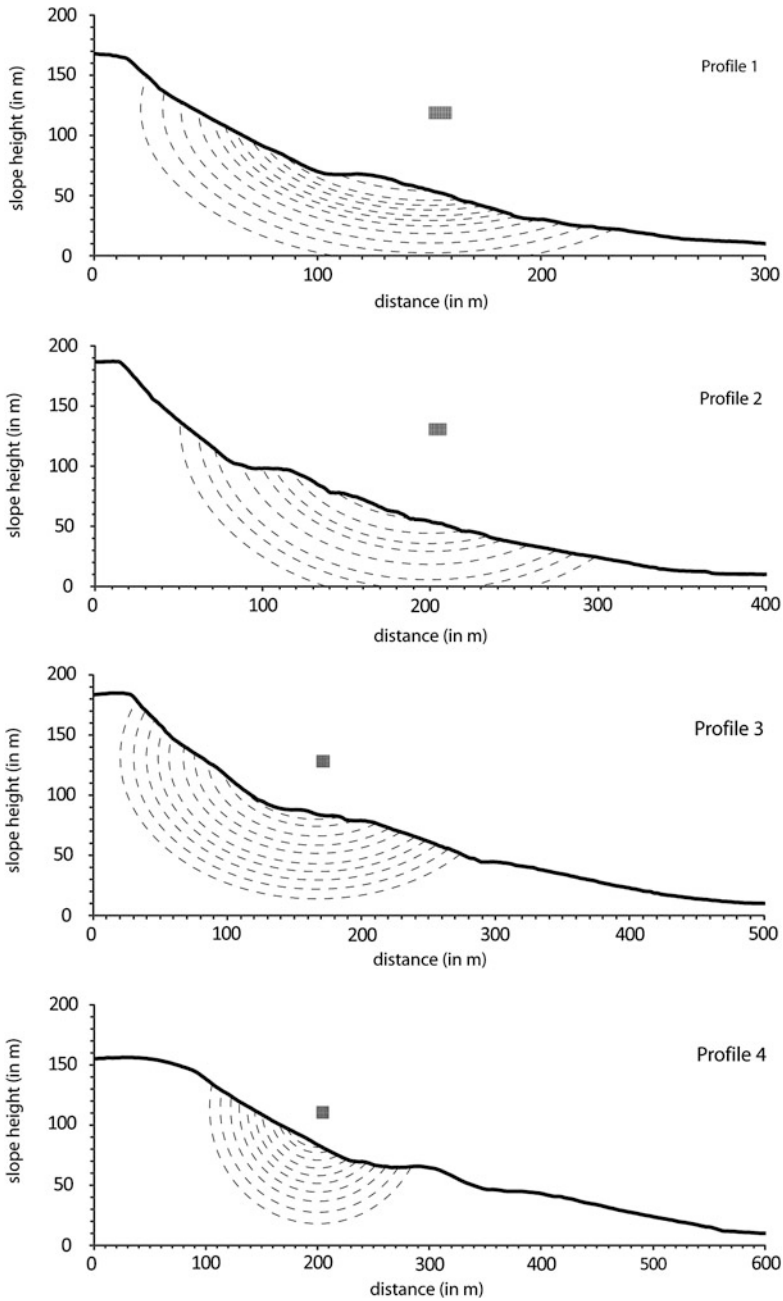 200
150
100
50
0
slope height (in m)
Profile 1
0 100 200 300
distance (in m)
200
150
100
50
0
slope height (in m)
Profile 2
0 100 200 300 400
distance (in m)
200
150
100
50
0
slope height (in m)
Profile 3
0 100 200 300 400 500
distance (in m)
200
150
100
50
0
slope height (in m)
Profile 4
0 100 200 300 400 500 600
distance (in m)